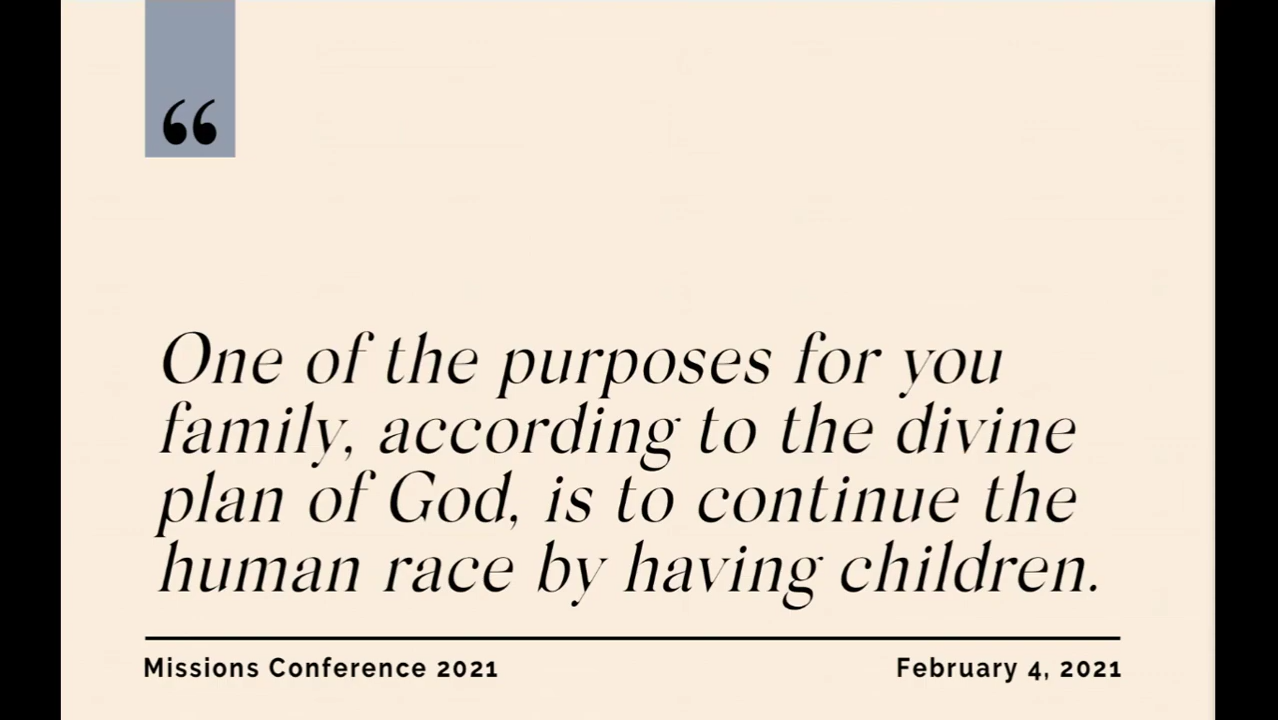 “
One of the purposes for you
family, according to the divine
plan of God, is to continue the
human race by having children.
Missions Conference 2021
February 4, 2021